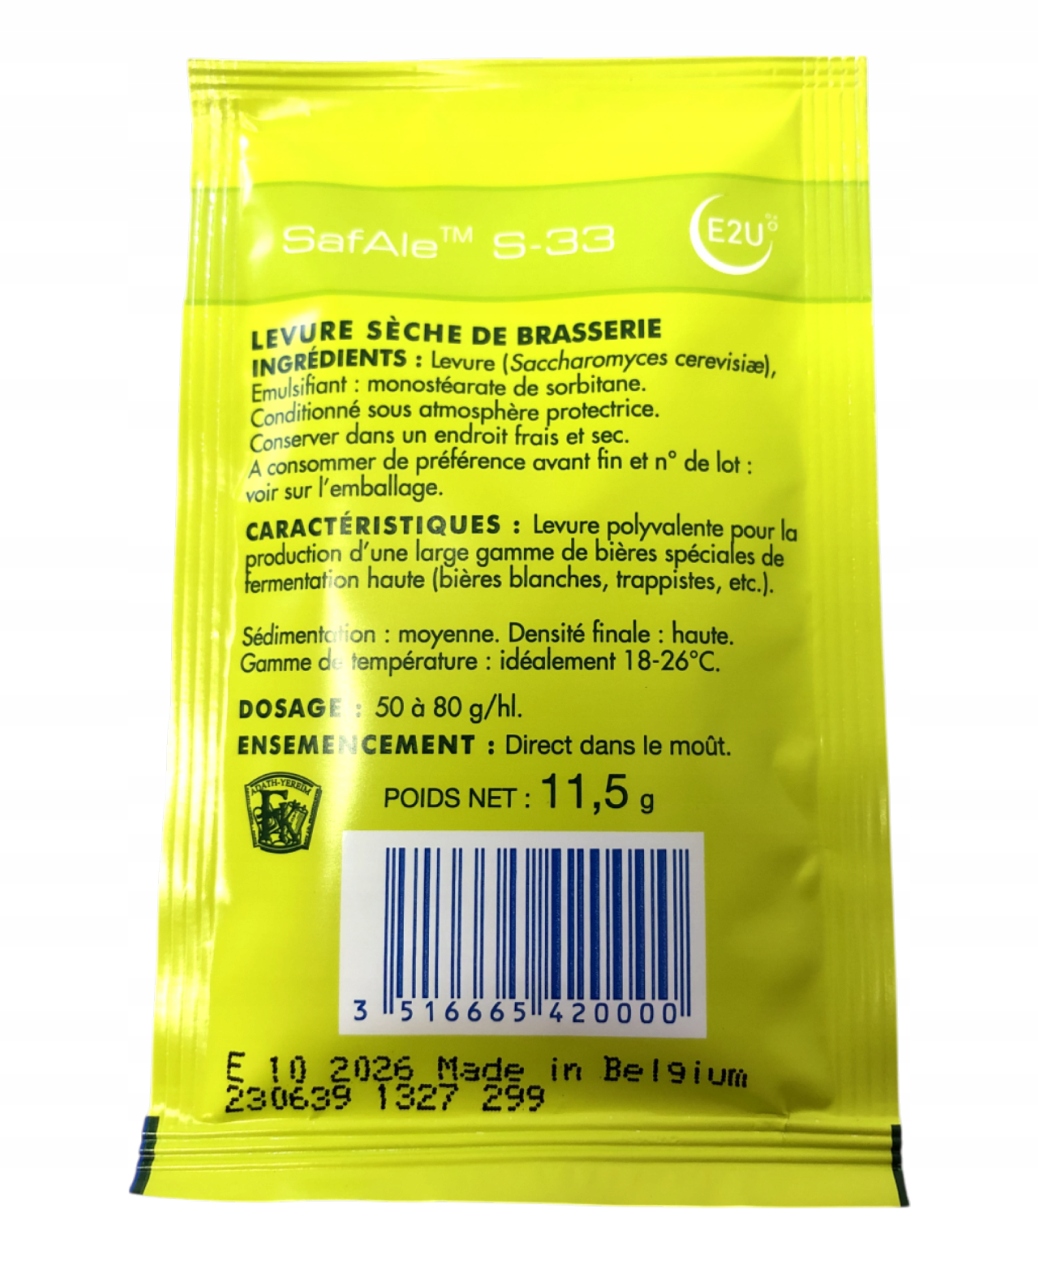 SafAle™ S-33
E2U
LEVURE SÈCHE DE BRASSERIE
INGRÉDIENTS : Levure (Saccharomyces cerevisiæ),
Emulsifiant : monostéarate de sorbitane.
Conditionné sous atmosphère protectrice.
Conserver dans un endroit frais et sec.
A consommer de préférence avant fin et n° de lot :
voir sur l'emballage.
CARACTÉRISTIQUES : Levure polyvalente pour la
production d'une large gamme de bières spéciales de
fermentation haute (bières blanches, trappistes, etc.).
Sédimentation : moyenne. Densité finale : haute.
Gamme de température : idéalement 18-26°C.
DOSAGE : 50 à 80 g/hl.
ENSEMENCEMENT : Direct dans le moût.
ADATH-YEREIM
POIDS NET : 11,5 g
3 516665 420000
E 10 2026 Made in Belgium
230639 1327 299